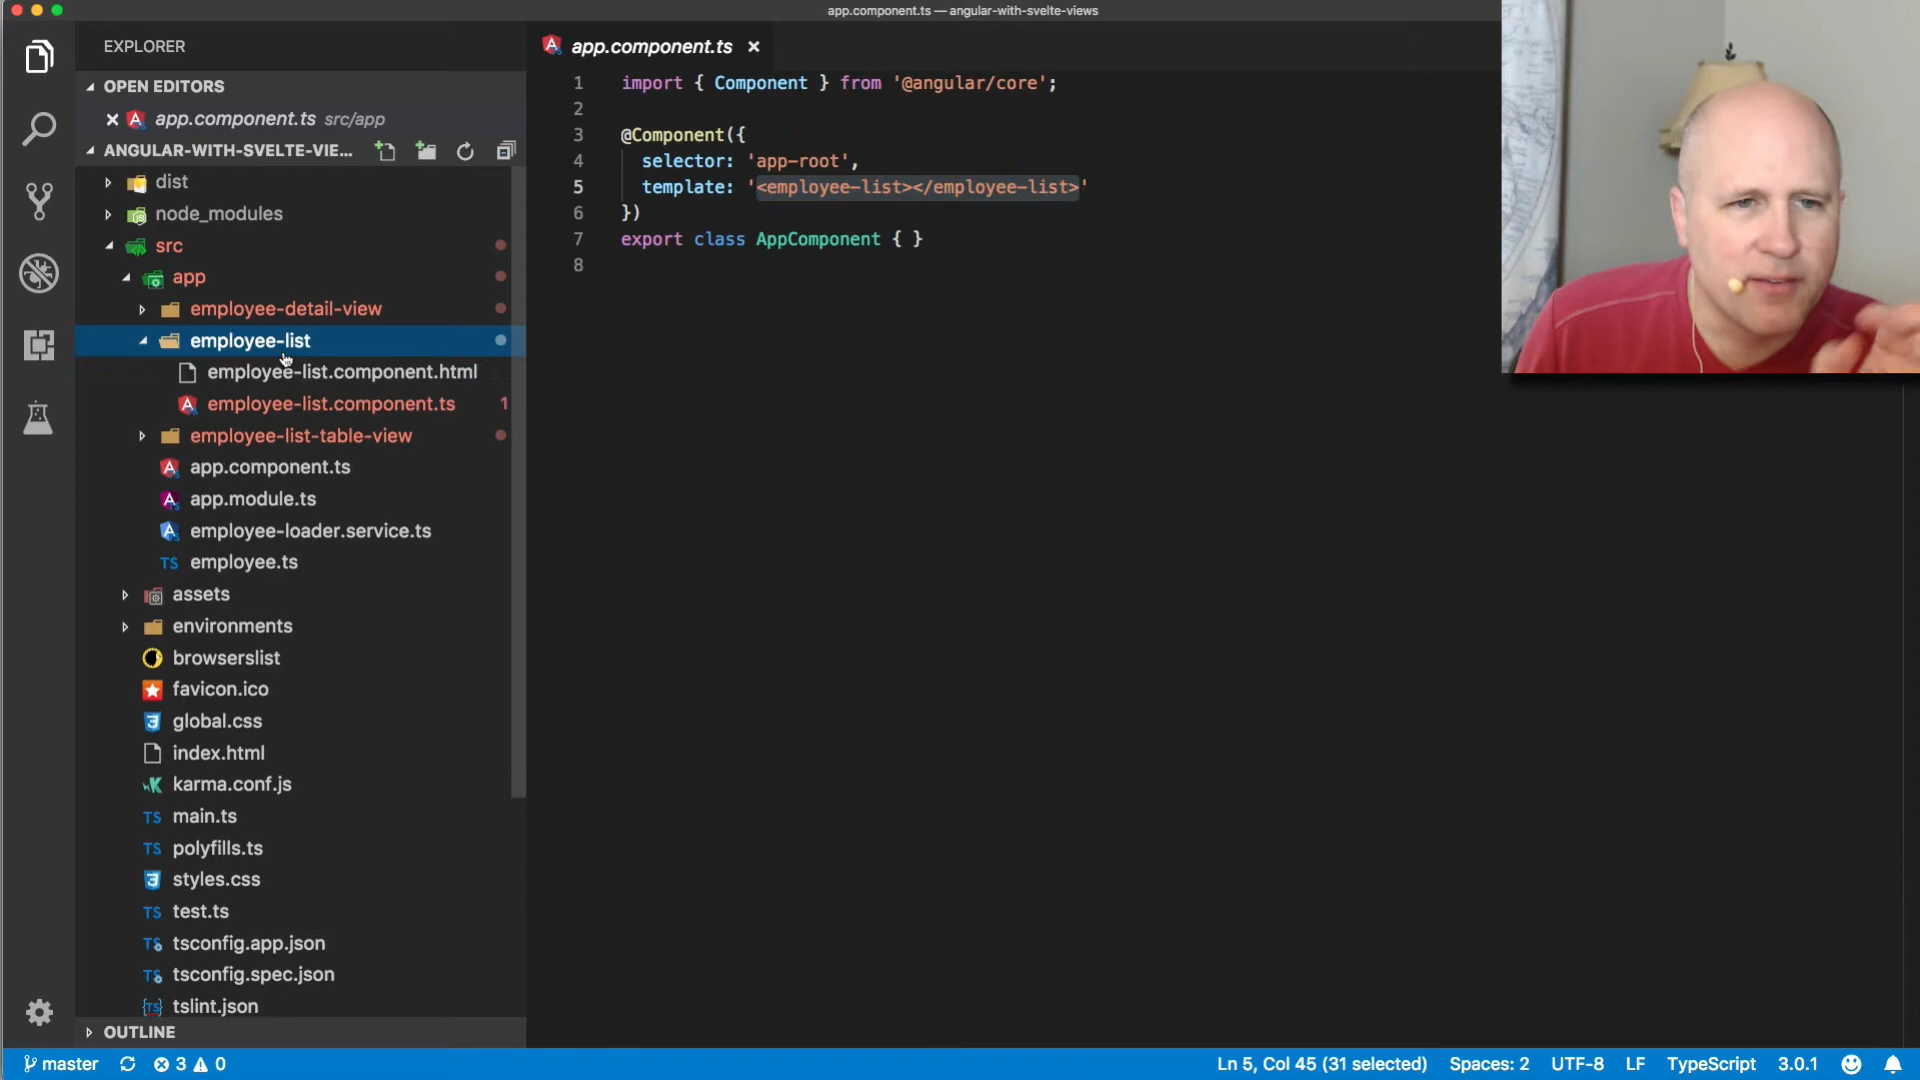 app.component.ts — angular-with-svelte-views
EXPLORER
OPEN EDITORS
app.component.ts src/app
ANGULAR-WITH-SVELTE-VIE...
dist
node_modules
src
app
employee-detail-view
employee-list
employee-list.component.html
employee-list.component.ts 1
employee-list-table-view
app.component.ts
app.module.ts
employee-loader.service.ts
TS employee.ts
assets
environments
browserslist
favicon.ico
global.css
index.html
karma.conf.js
TS main.ts
TS polyfills.ts
styles.css
TS test.ts
TS tsconfig.app.json
TS tsconfig.spec.json
tslint.json
OUTLINE
app.component.ts
1 import { Component } from '@angular/core';
2
3 @Component({
4 selector: 'app-root',
5 template: '<employee-list></employee-list>'
6 })
7 export class AppComponent { }
8
master 3 0 Ln 5, Col 45 (31 selected) Spaces: 2 UTF-8 LF TypeScript 3.0.1